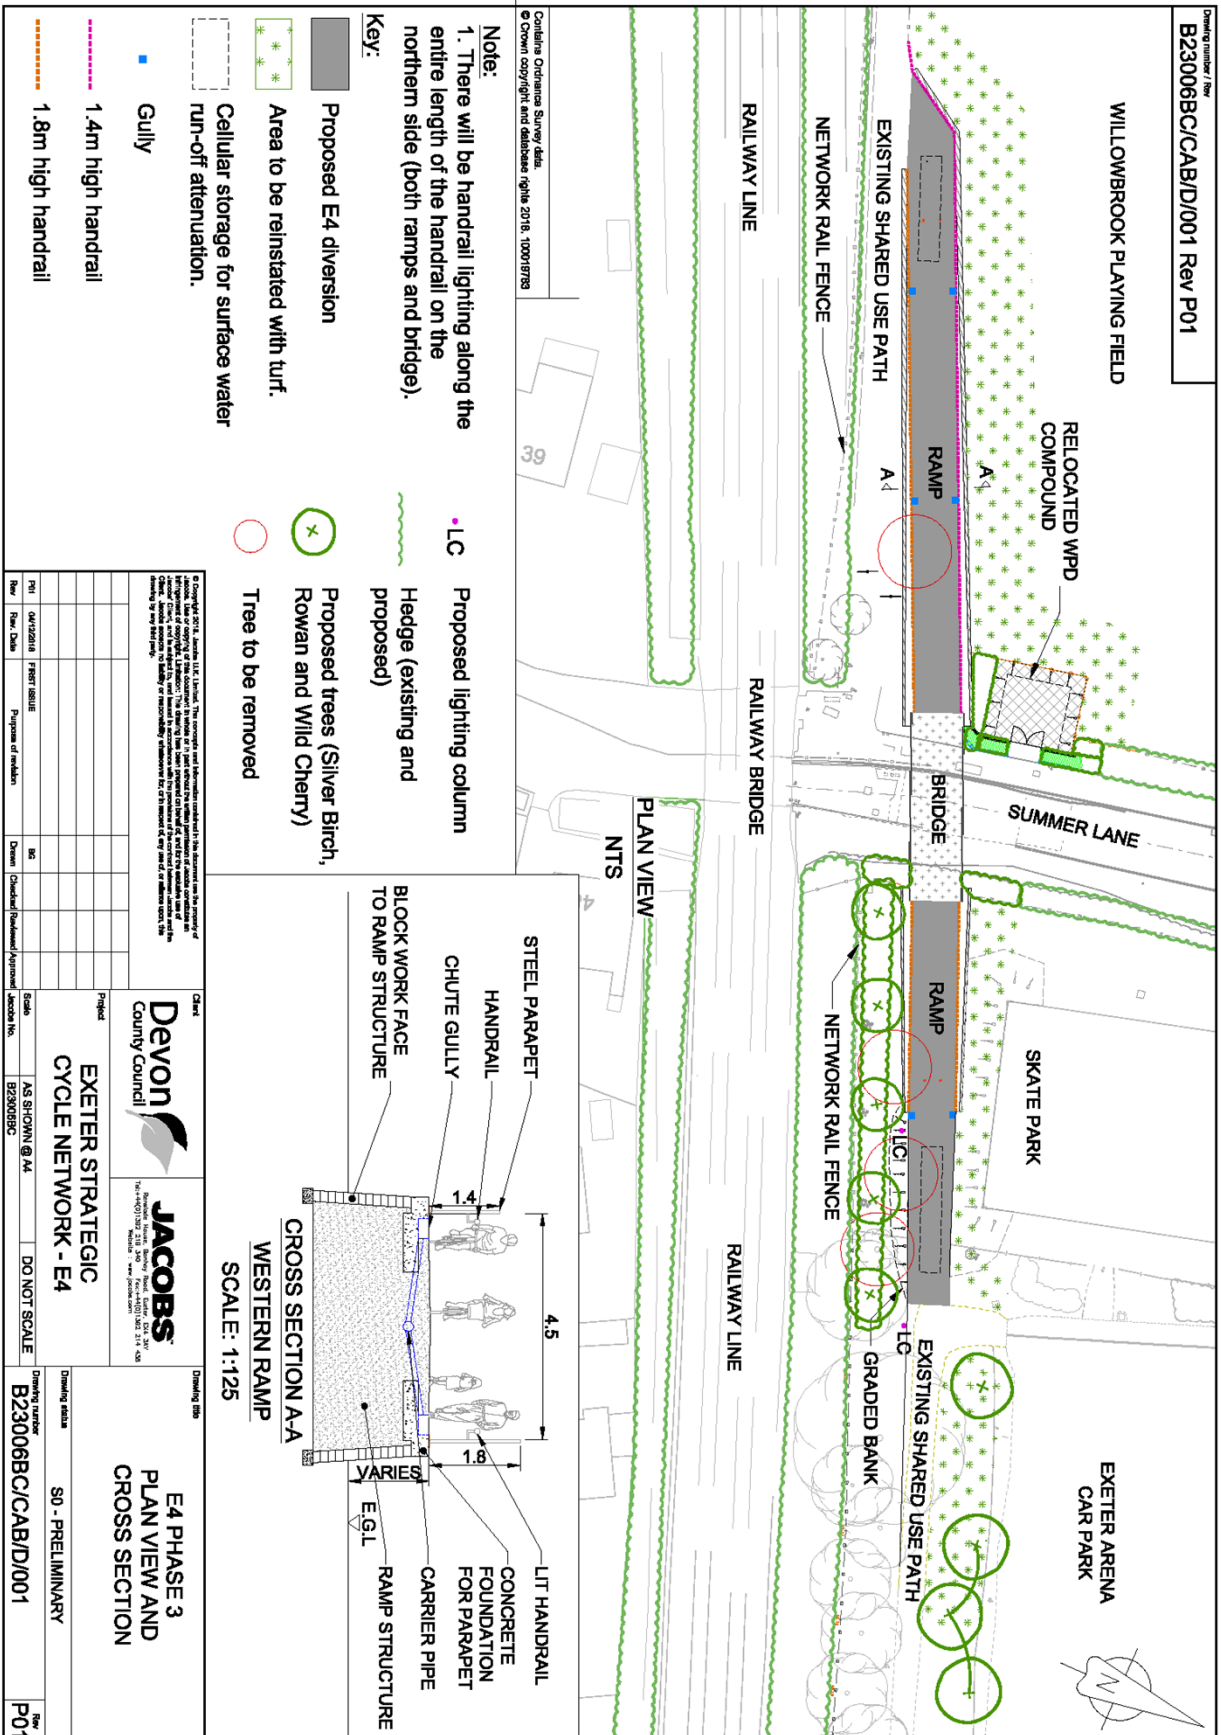 Drawing number / Rev
B23006BC/CAB/D/001 Rev P01
WILLOWBROOK PLAYING FIELD
RELOCATED WPD
COMPOUND
SUMMER LANE
SKATE PARK
EXETER ARENA
CAR PARK
N
A
A
RAMP
BRIDGE
RAMP
EXISTING SHARED USE PATH
NETWORK RAIL FENCE
RAILWAY LINE
RAILWAY BRIDGE
NETWORK RAIL FENCE
LC
LC
GRADED BANK
EXISTING SHARED USE PATH
RAILWAY LINE
39
PLAN VIEW
NTS
Contains Ordnance Survey data.
© Crown copyright and database rights 2018. 100019783
Note:
1. There will be handrail lighting along the
entire length of the handrail on the
northern side (both ramps and bridge).
Key:
Proposed E4 diversion
Area to be reinstated with turf.
Cellular storage for surface water
run-off attenuation.
Gully
1.4m high handrail
1.8m high handrail
LC
Proposed lighting column
Hedge (existing and
proposed)
Proposed trees (Silver Birch,
Rowan and Wild Cherry)
Tree to be removed
STEEL PARAPET
HANDRAIL
CHUTE GULLY
BLOCK WORK FACE
TO RAMP STRUCTURE
4.5
1.4
1.8
VARIES
E.G.L
LIT HANDRAIL
CONCRETE
FOUNDATION
FOR PARAPET
CARRIER PIPE
RAMP STRUCTURE
CROSS SECTION A-A
WESTERN RAMP
SCALE: 1:125
P01 04/12/2018 FIRST ISSUE BG
Rev Rev. Date Purpose of revision Drawn Checked Reviewed Approved
Client
Devon
County Council
JACOBS
Project
EXETER STRATEGIC
CYCLE NETWORK - E4
Scale AS SHOWN @ A4 DO NOT SCALE
Jacobs No. B23006BC
Drawing title
E4 PHASE 3
PLAN VIEW AND
CROSS SECTION
Drawing status
S0 - PRELIMINARY
Drawing number
B23006BC/CAB/D/001
Rev
P01